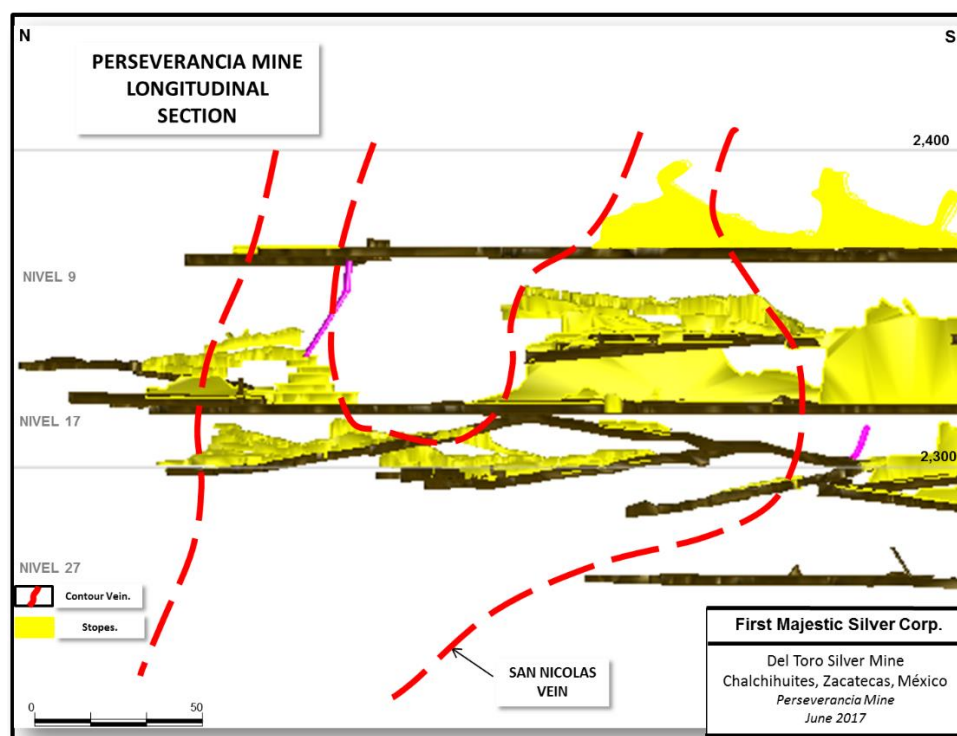 N
S
PERSEVERANCIA MINE
LONGITUDINAL
SECTION
2,400
NIVEL 9
NIVEL 17
2,300
NIVEL 27
Contour Vein.
Stopes.
SAN NICOLAS
VEIN
0
50
First Majestic Silver Corp.
Del Toro Silver Mine
Chalchihuites, Zacatecas, México
Perseverancia Mine
June 2017